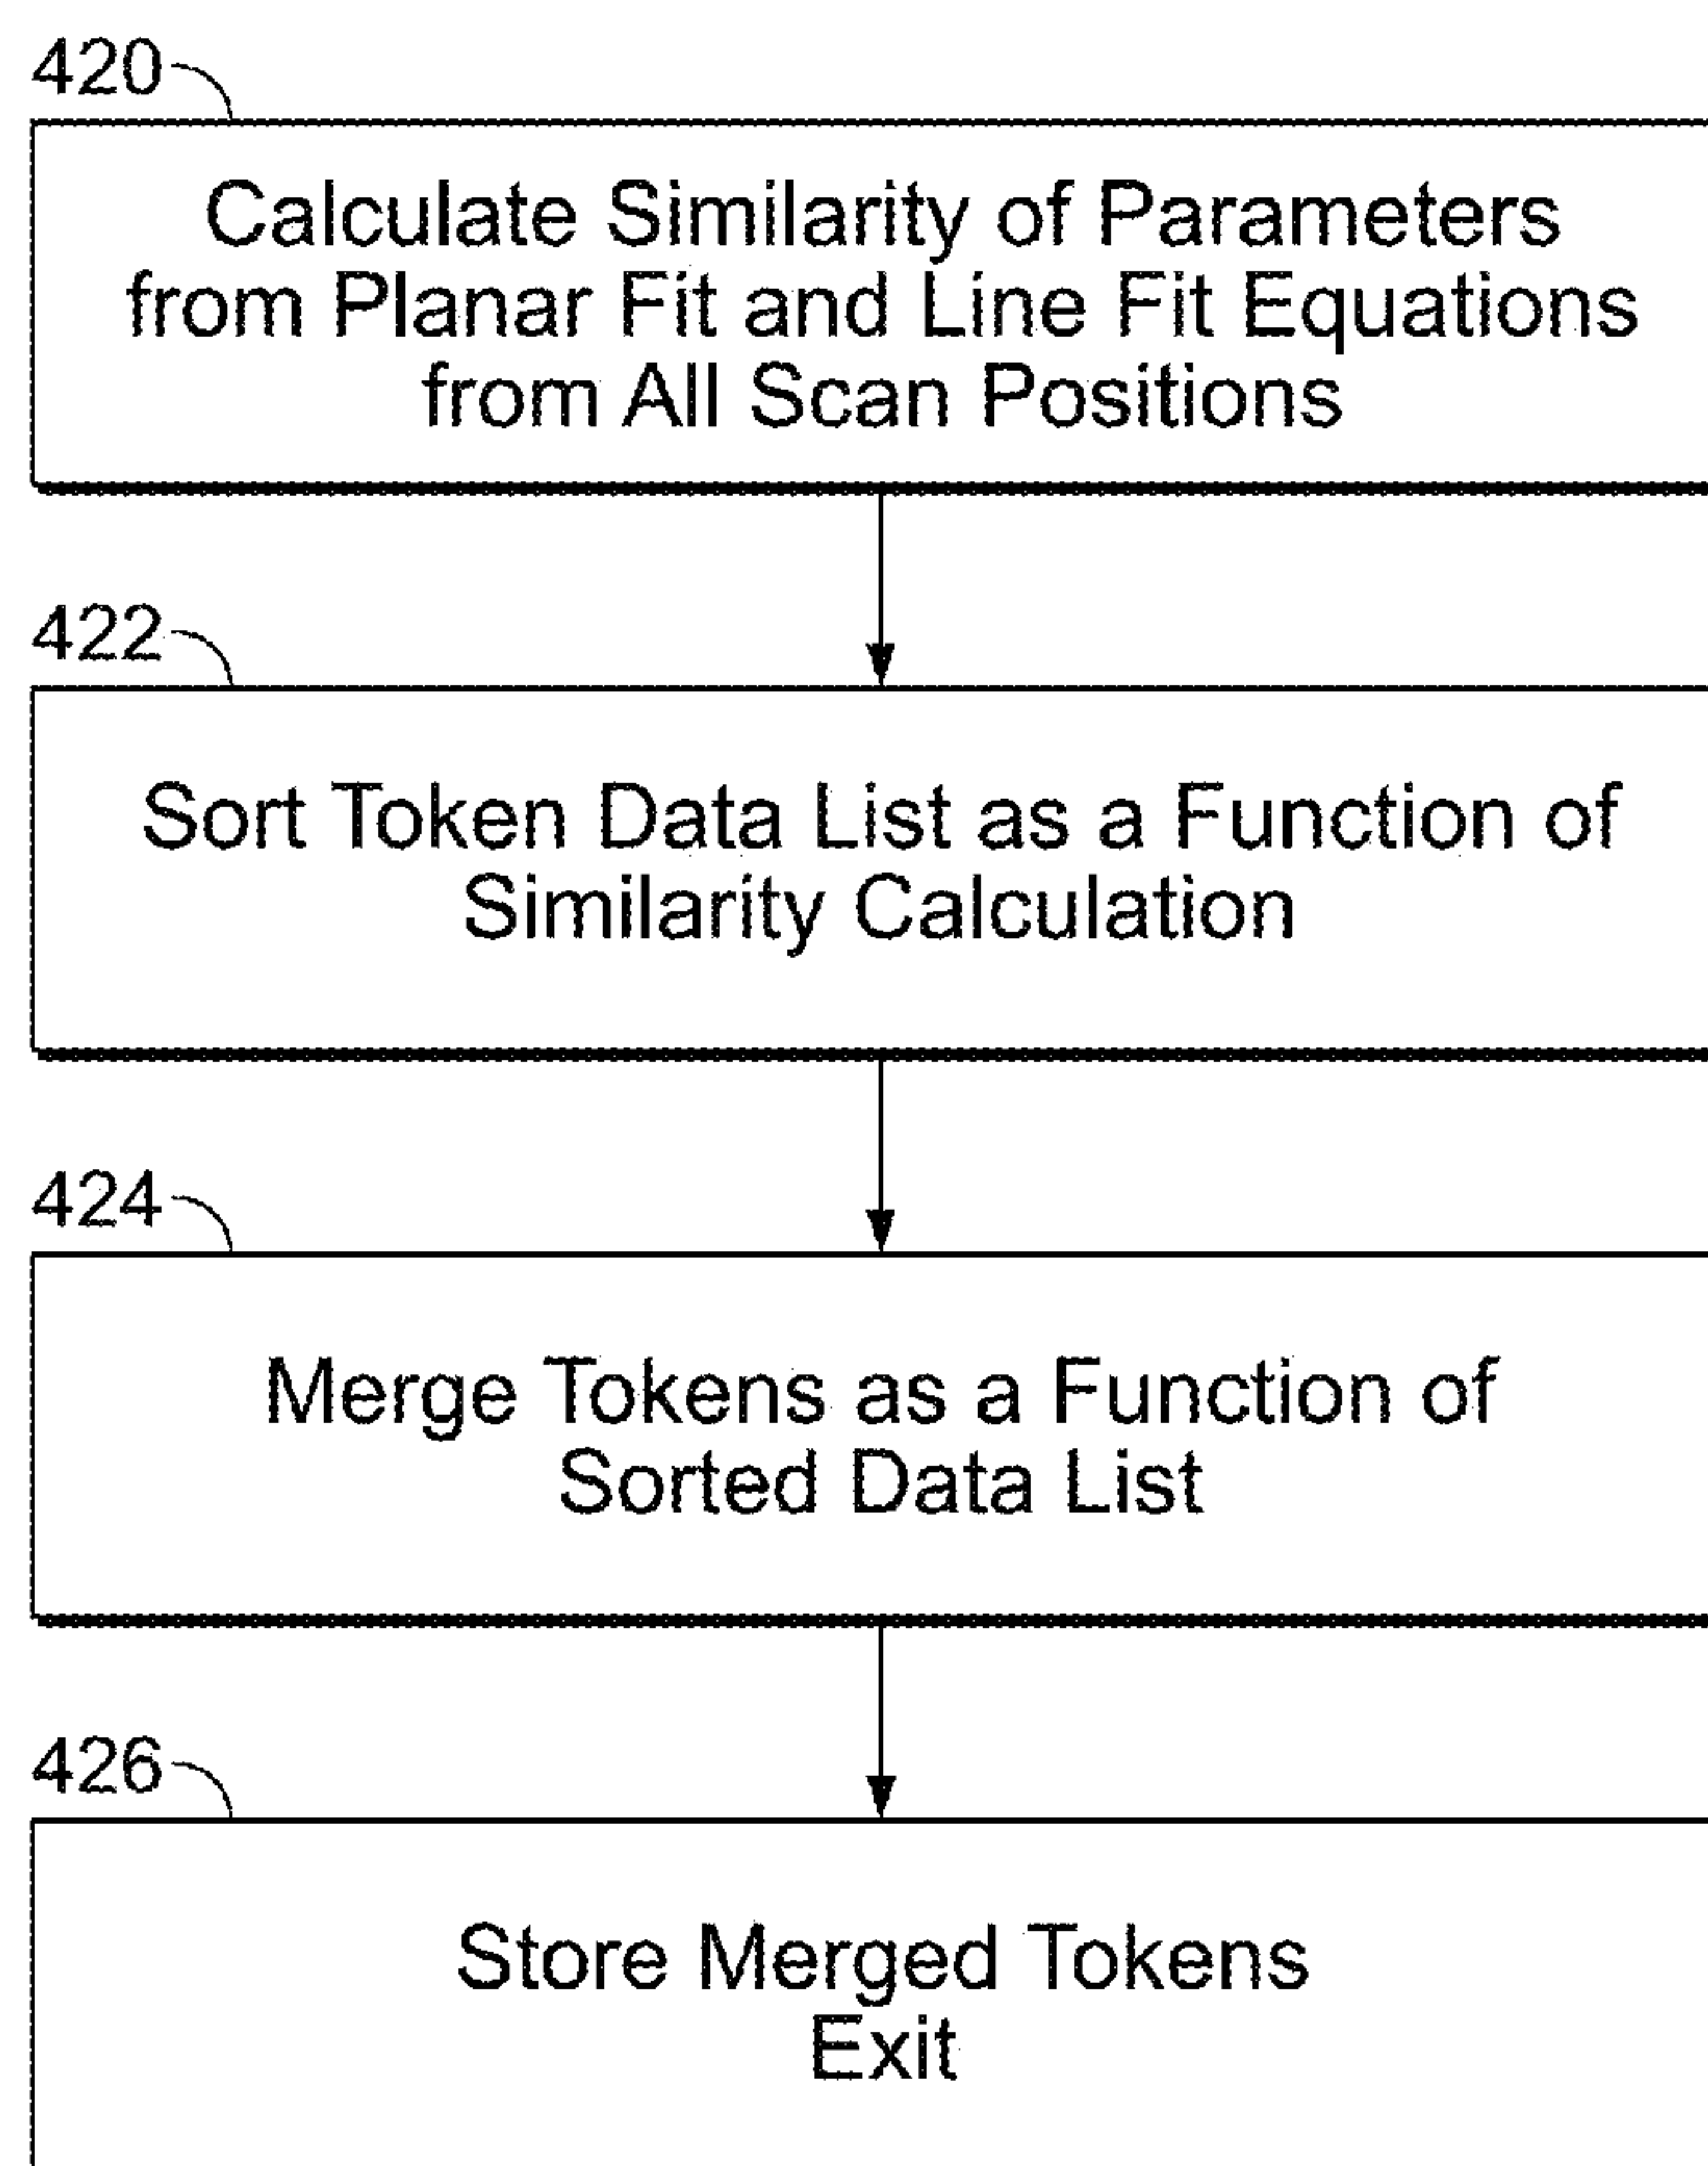 420
Calculate Similarity of Parameters
from Planar Fit and Line Fit Equations
from All Scan Positions
422
Sort Token Data List as a Function of
Similarity Calculation
424
Merge Tokens as a Function of
Sorted Data List
426
Store Merged Tokens
Exit